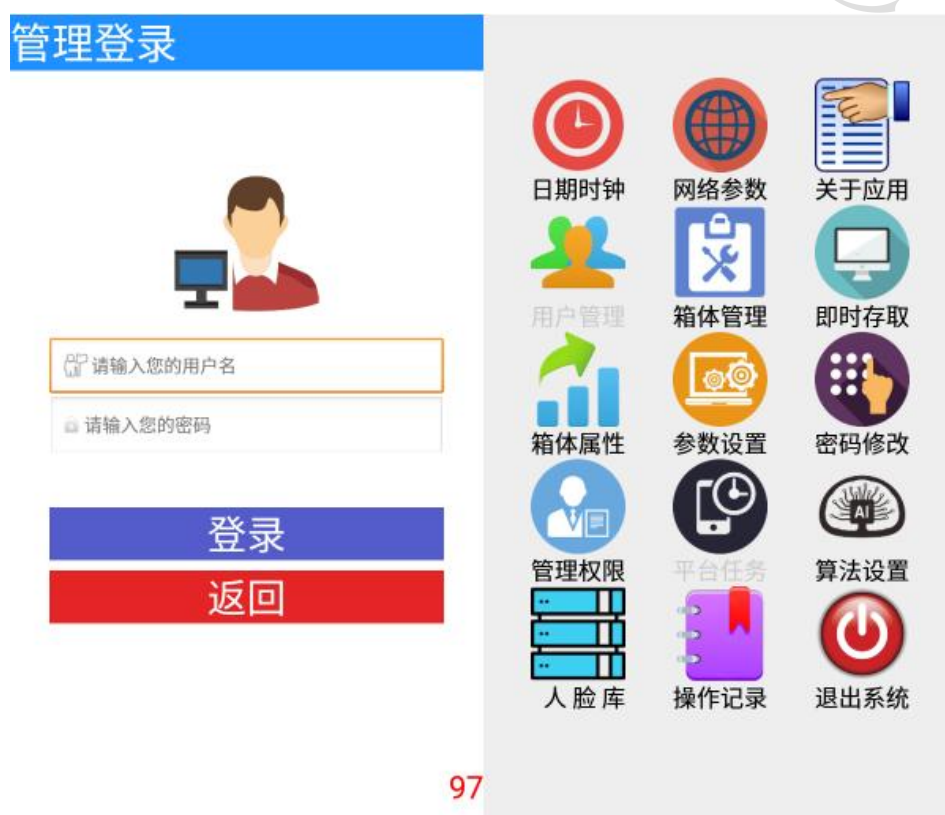 管理登录
请输入您的用户名
请输入您的密码
登录
返回
97
日期时钟 网络参数 关于应用
用户管理 箱体管理 即时存取
箱体属性 参数设置 密码修改
AI
管理权限 平台任务 算法设置
人脸库 操作记录 退出系统